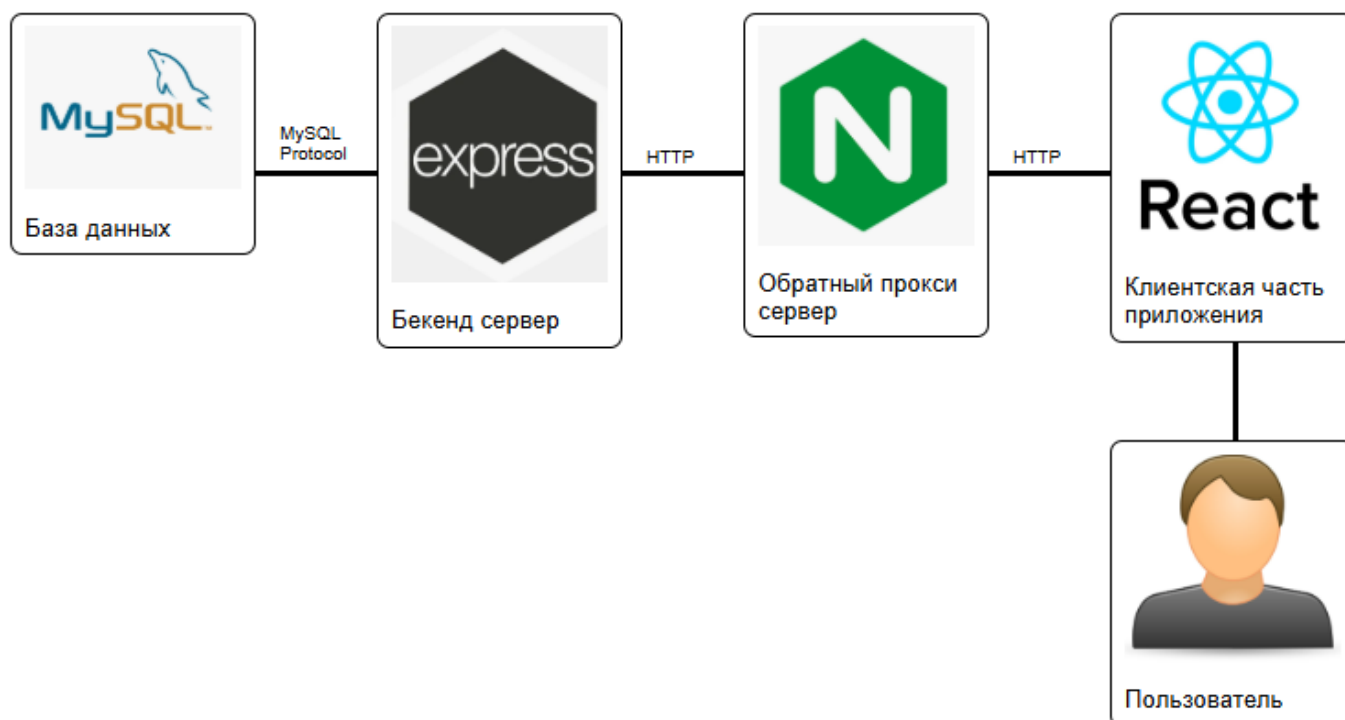 MySQL
База данных
MySQL
Protocol
express
Бекенд сервер
HTTP
N
Обратный прокси
сервер
HTTP
React
Клиентская часть
приложения
Пользователь